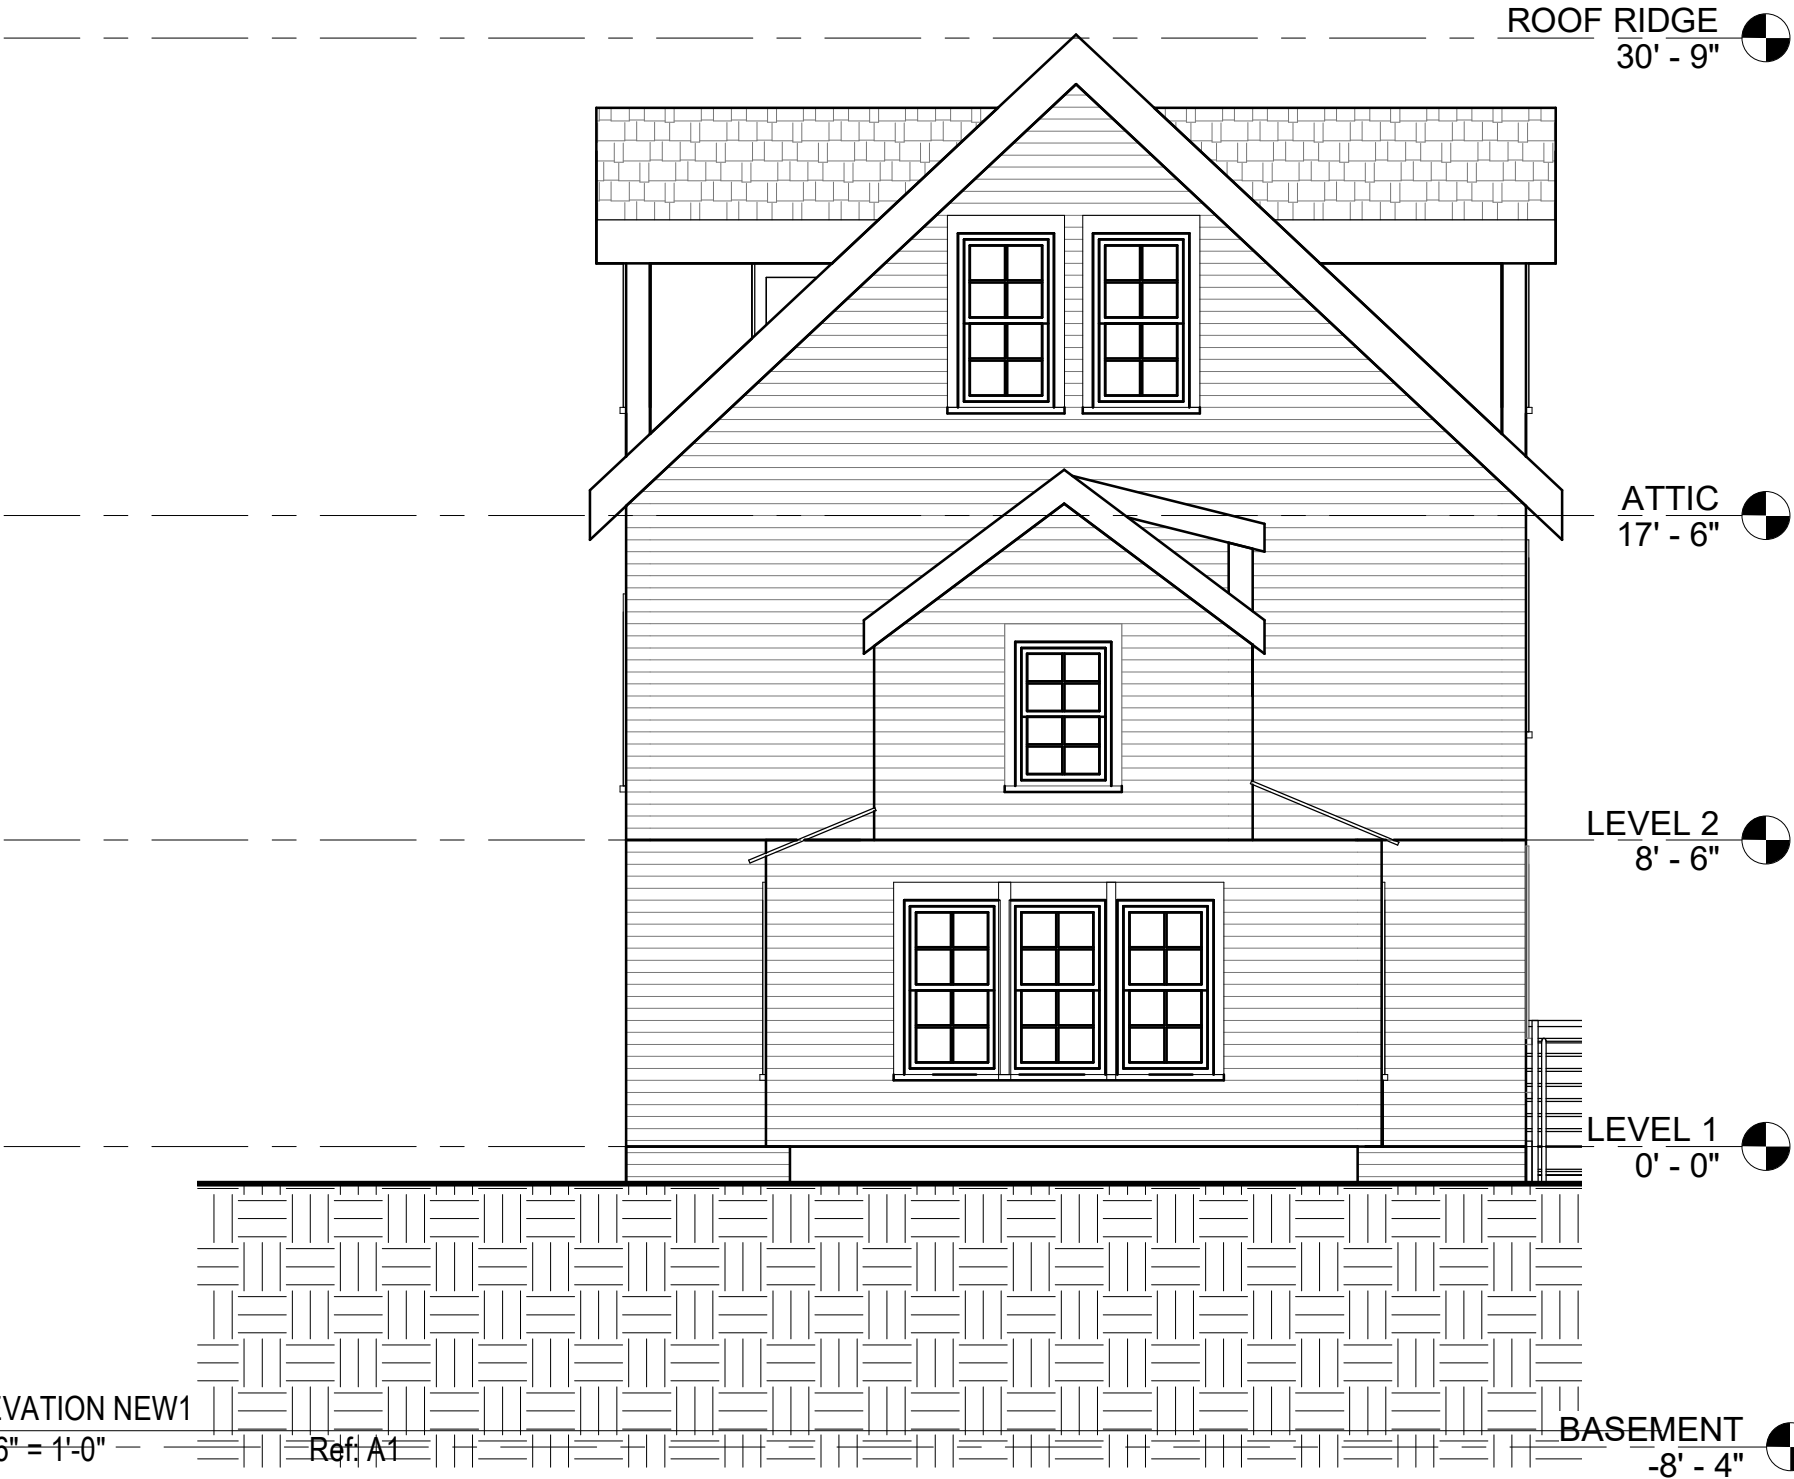 ROOF RIDGE
30' - 9"
ATTIC
17' - 6"
LEVEL 2
8' - 6"
LEVEL 1
0' - 0"
EVATION NEW1
6" = 1'-0"
Ref: A1
BASEMENT
-8' - 4"